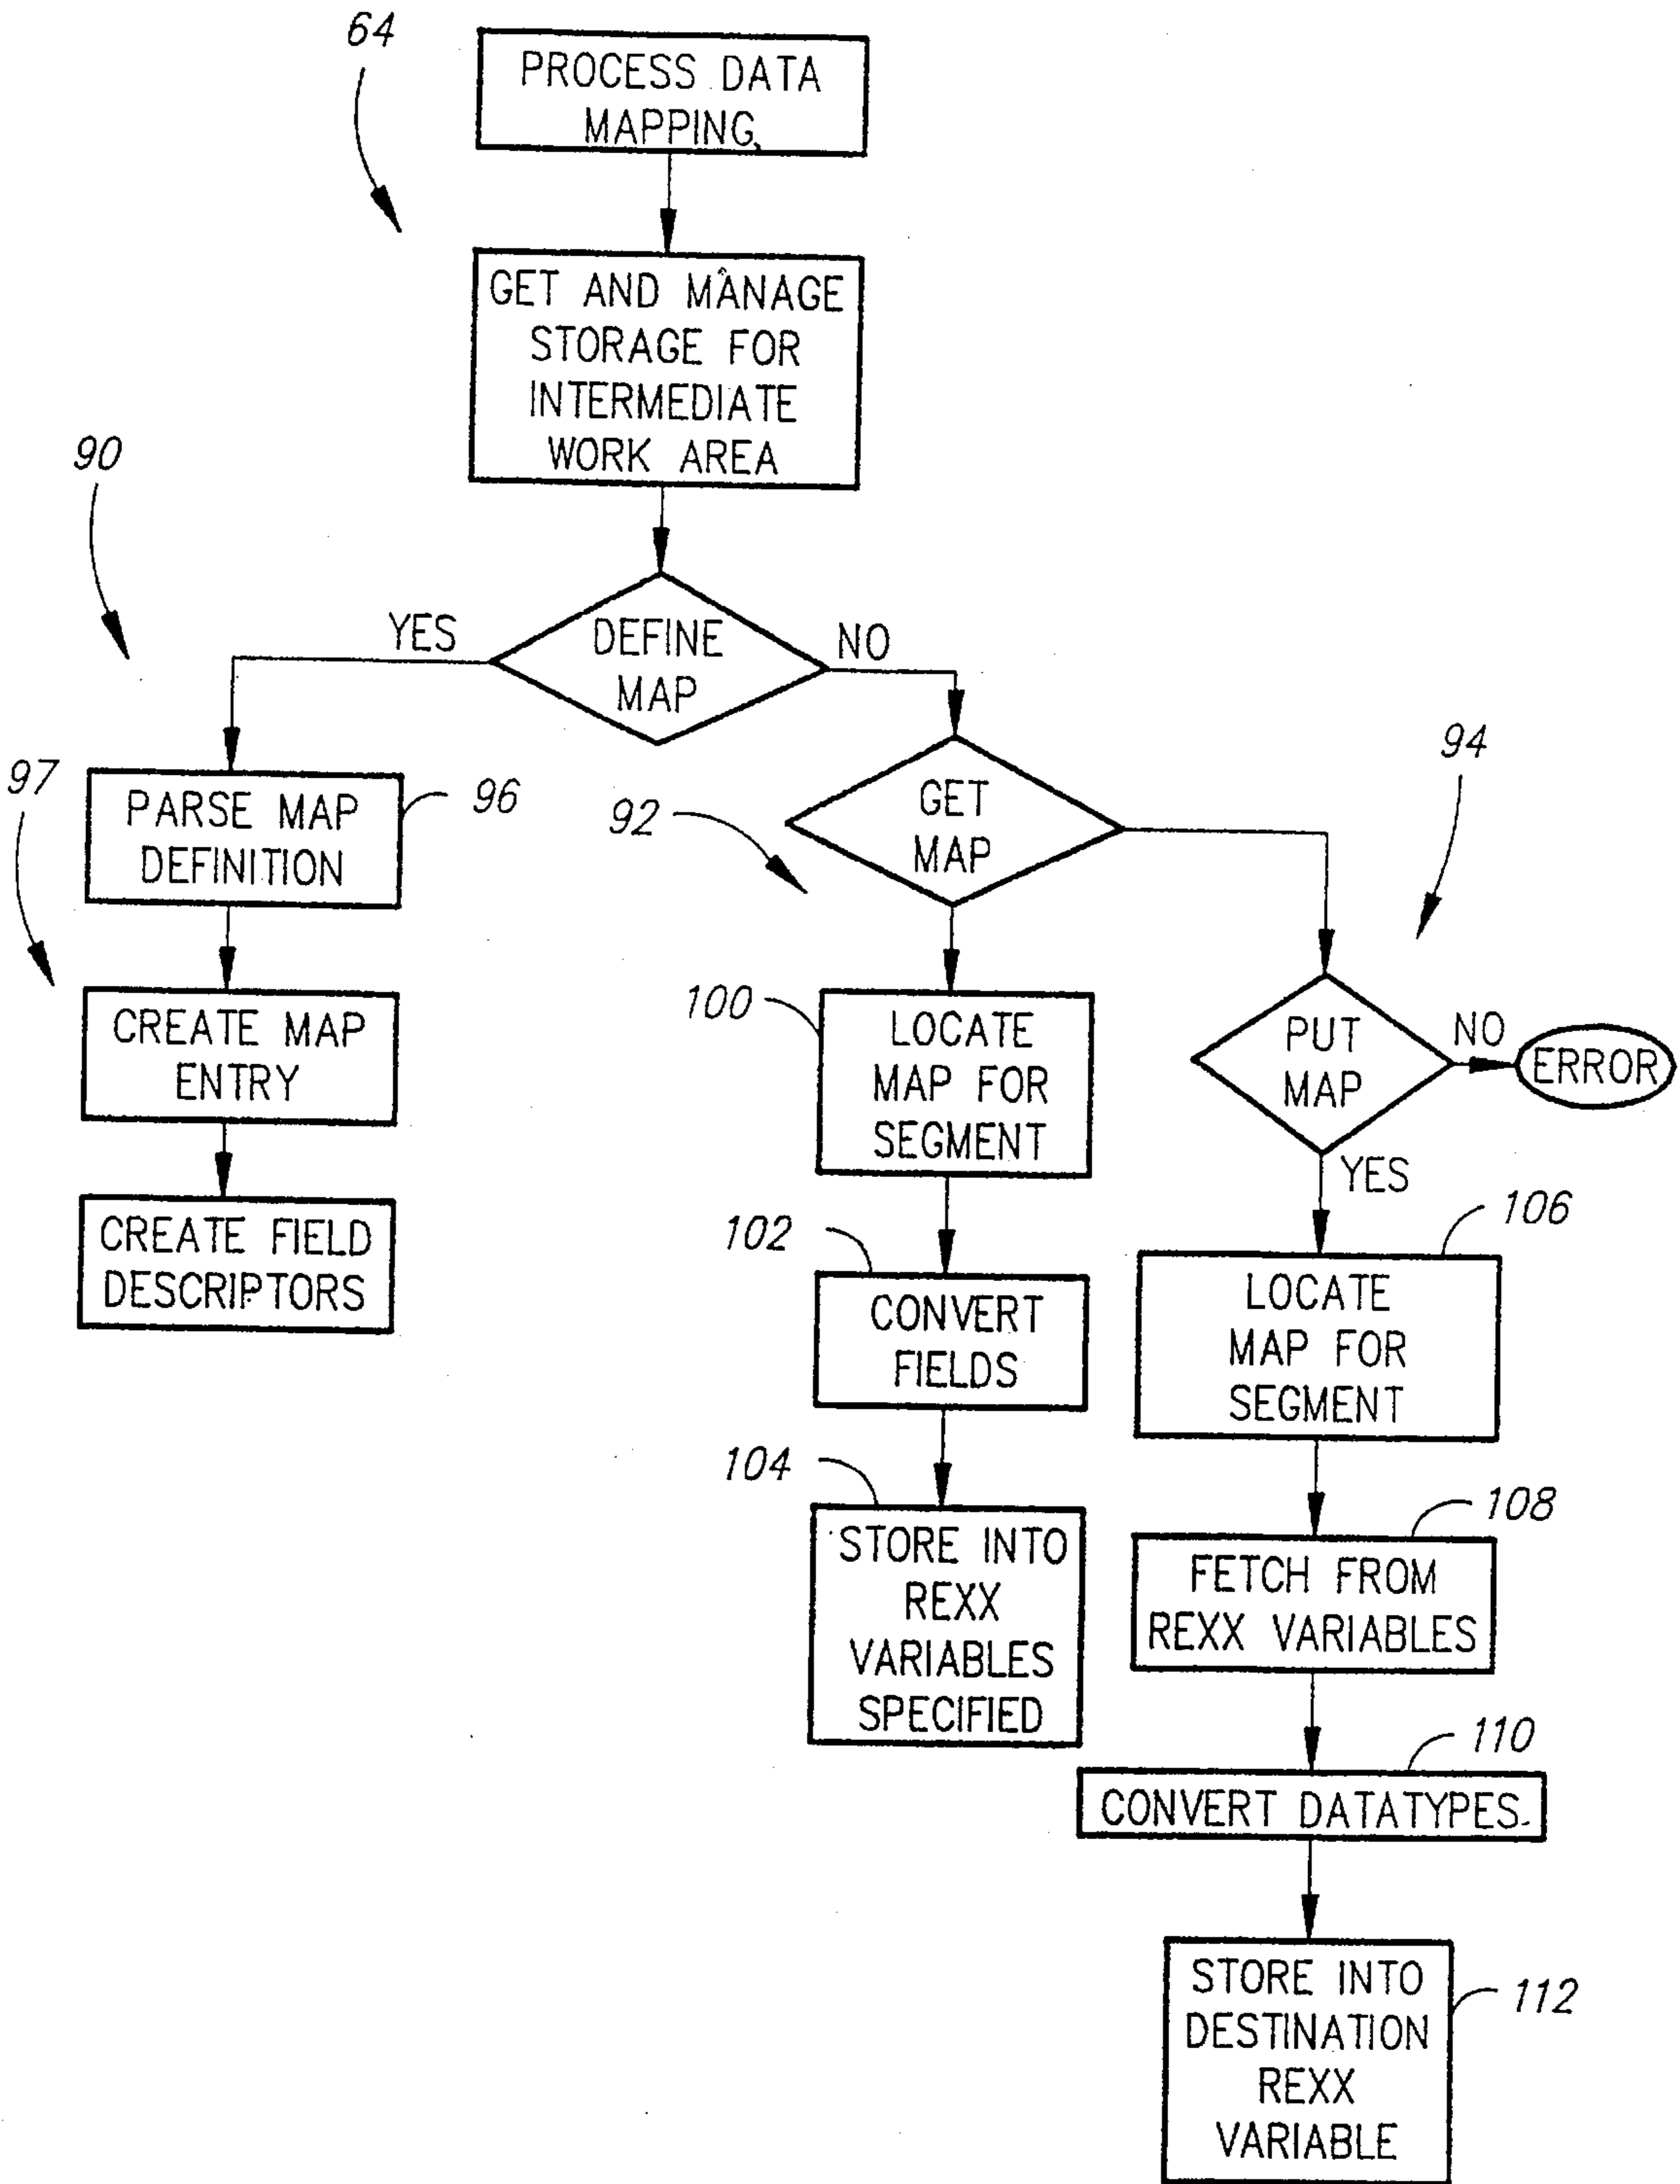 64
PROCESS DATA
MAPPING
GET AND MANAGE
STORAGE FOR
INTERMEDIATE
WORK AREA
90
YES
DEFINE
MAP
NO
97
PARSE MAP
DEFINITION
96
92
GET
MAP
94
CREATE MAP
ENTRY
100
LOCATE
MAP FOR
SEGMENT
PUT
MAP
NO
ERROR
YES
CREATE FIELD
DESCRIPTORS
102
CONVERT
FIELDS
106
LOCATE
MAP FOR
SEGMENT
104
STORE INTO
REXX
VARIABLES
SPECIFIED
108
FETCH FROM
REXX VARIABLES
110
CONVERT DATATYPES.
STORE INTO
DESTINATION
REXX
VARIABLE
112